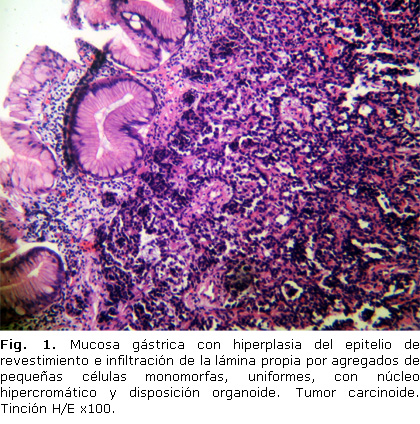 Fig. 1. Mucosa gástrica con hiperplasia del epitelio de
revestimiento e infiltración de la lámina propia por agregados de
pequeñas células monomorfas, uniformes, con núcleo
hipercromático y disposición organoide. Tumor carcinoide.
Tinción H/E x100.